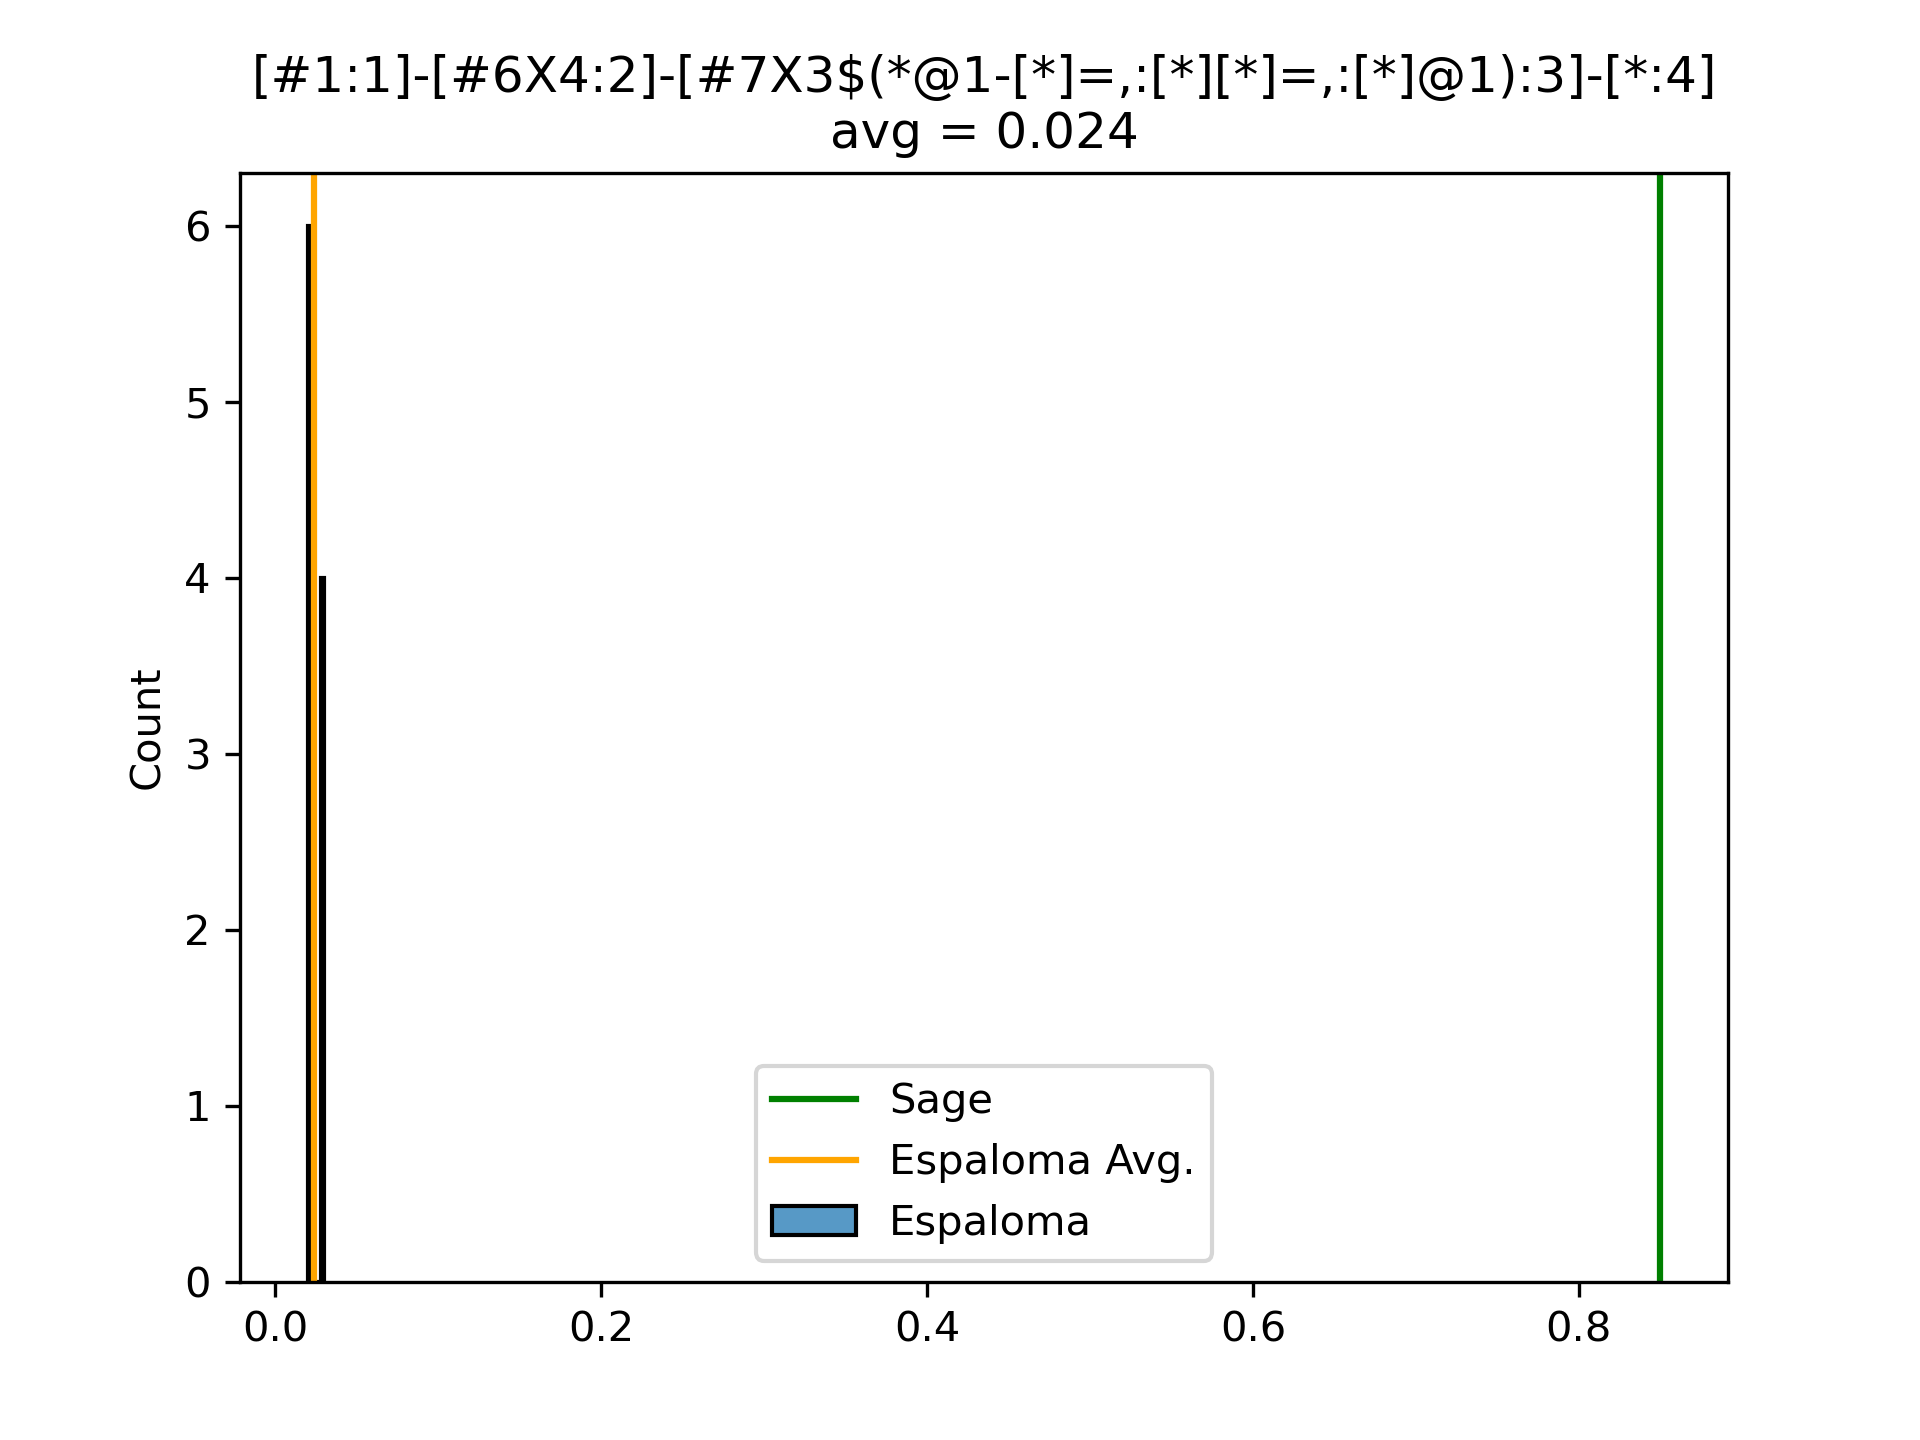 [#1:1]-[#6X4:2]-[#7X3$(*@1-[*]=,:[*][*]=,:[*]@1):3]-[*:4]
avg = 0.024
6
5
4
3
2
1
0
Count
Sage
Espaloma Avg.
Espaloma
0.0 0.2 0.4 0.6 0.8